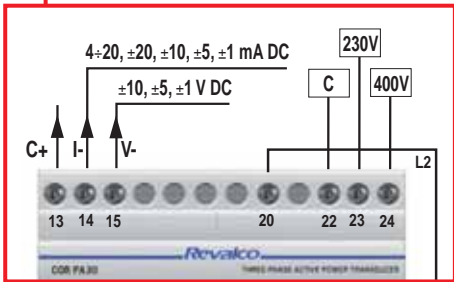 230V
4÷20, ±20, ±10, ±5, ±1 mA DC
±10, ±5, ±1 V DC
C
400V
C+ I- V-
L2
13 14 15 20 22 23 24
Revalco
COD PA30 THREE PHASE ACTIVE POWER TRANSDUCER